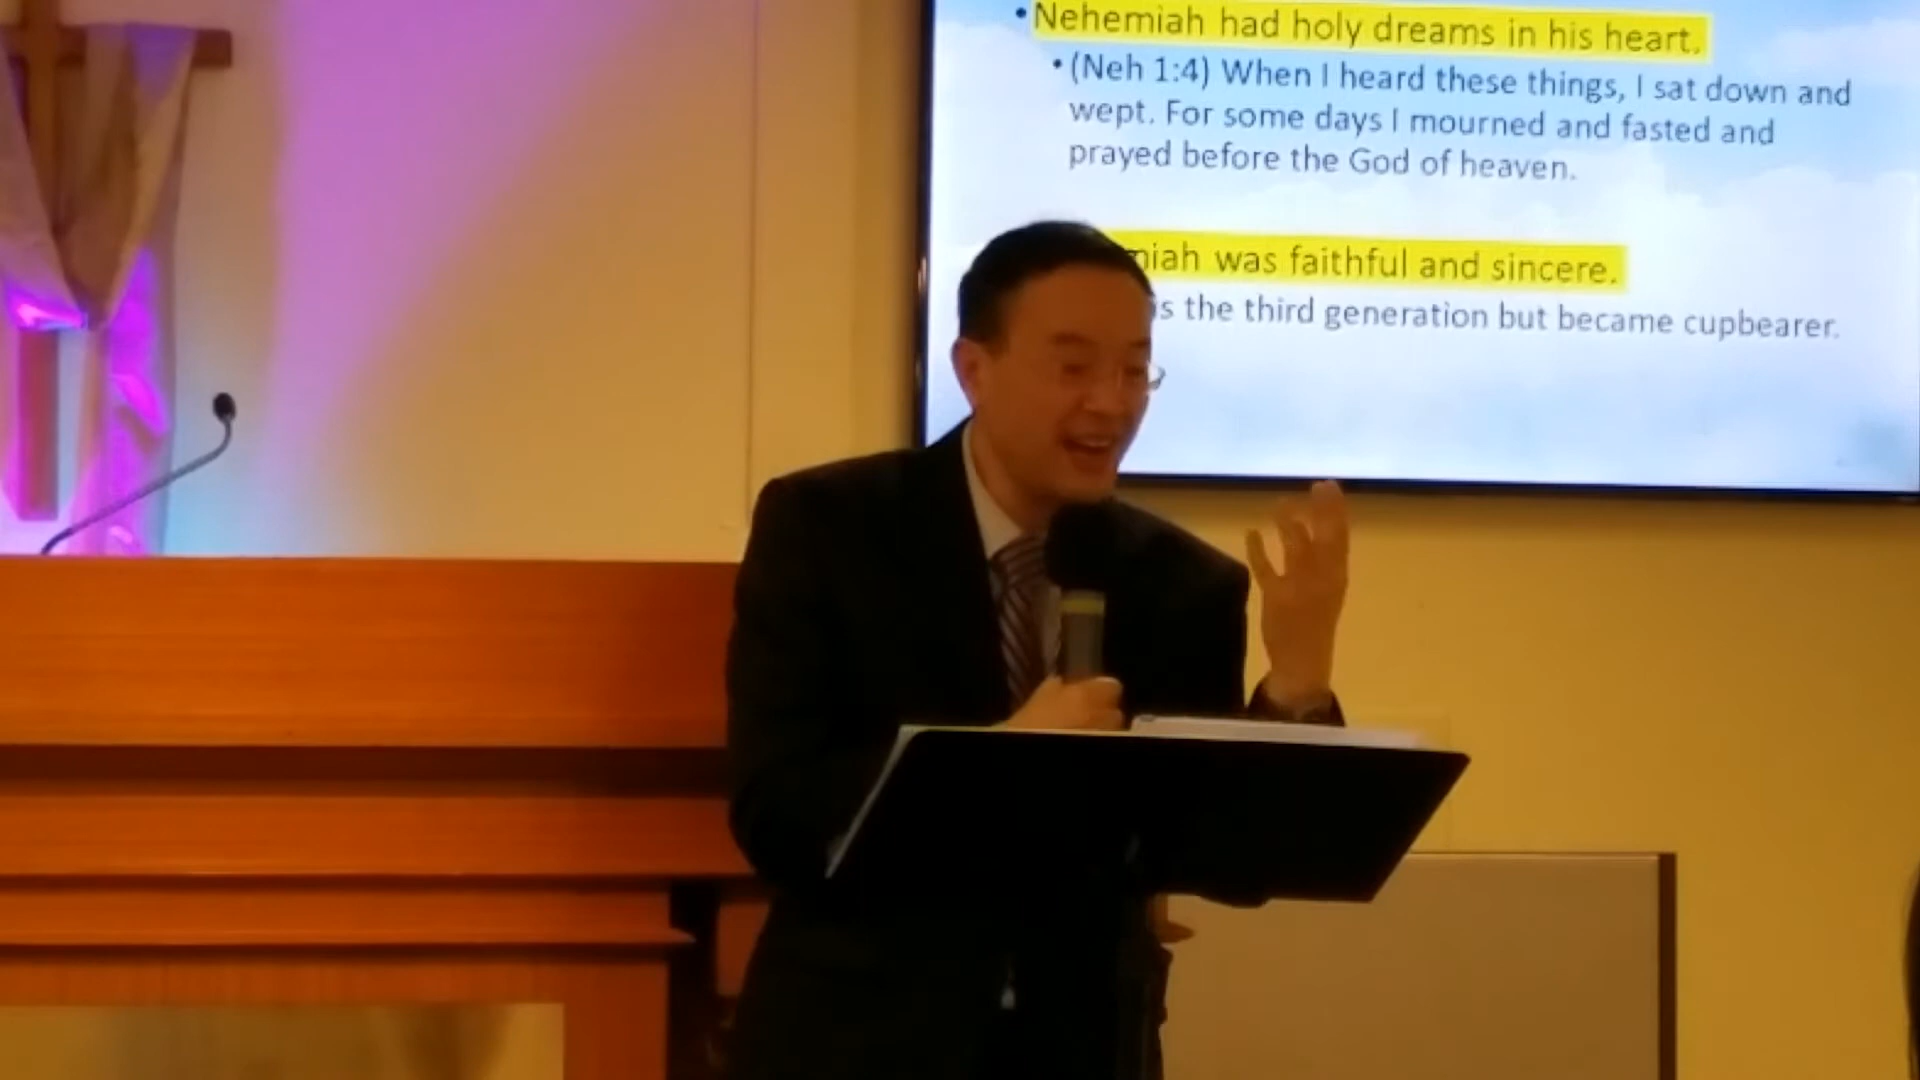 •Nehemiah had holy dreams in his heart.
•(Neh 1:4) When I heard these things, I sat down and
wept. For some days I mourned and fasted and
prayed before the God of heaven.
miah was faithful and sincere.
s the third generation but became cupbearer.